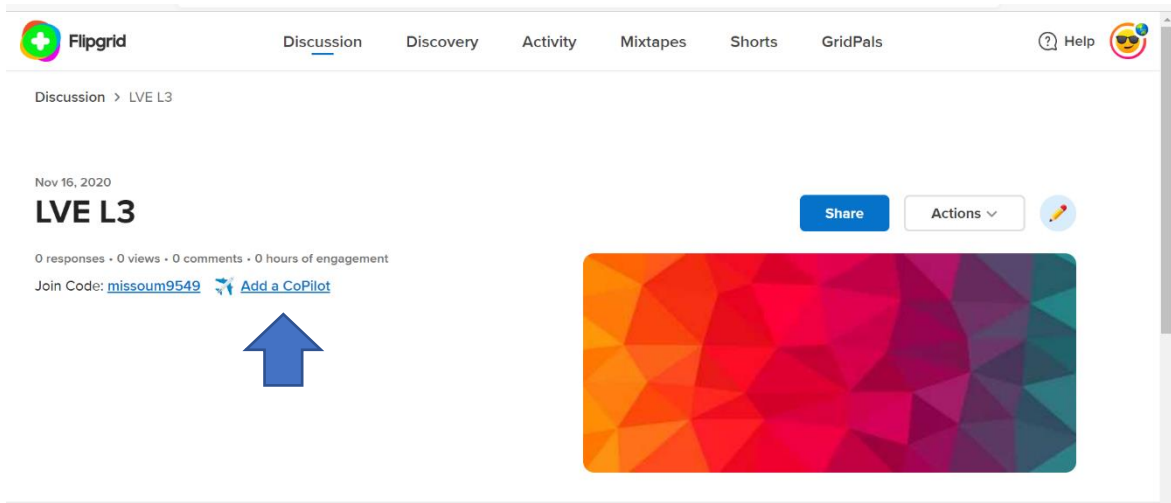 Flipgrid Discussion Discovery Activity Mixtapes Shorts GridPals Help
Discussion > LVE L3
Nov 16, 2020
LVE L3
Share Actions
0 responses • 0 views • 0 comments • 0 hours of engagement
Join Code: missoum9549 Add a CoPilot